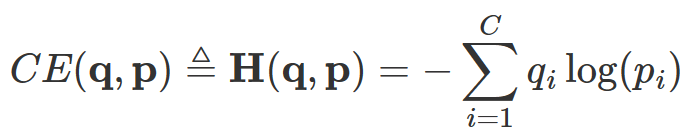 CE(q, p) ≜ H(q, p) = − ∑_{i=1}^{C} q_i log(p_i)